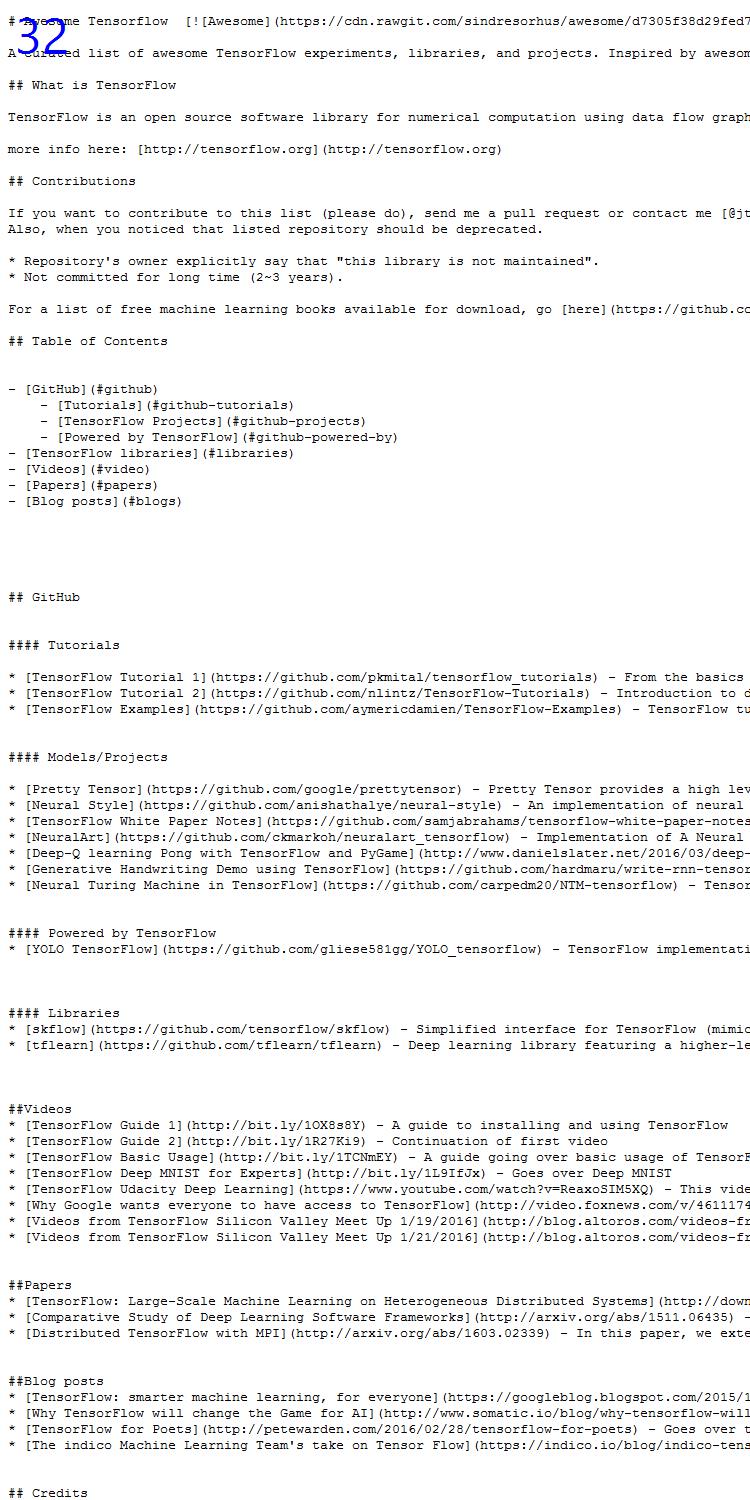 32
# Awesome Tensorflow  [![Awesome](https://cdn.rawgit.com/sindresorhus/awesome/d7305f38d29fed7
A curated list of awesome TensorFlow experiments, libraries, and projects. Inspired by awesom
## What is TensorFlow
TensorFlow is an open source software library for numerical computation using data flow graph
more info here: [http://tensorflow.org](http://tensorflow.org)
## Contributions
If you want to contribute to this list (please do), send me a pull request or contact me [@jt
Also, when you noticed that listed repository should be deprecated.
* Repository's owner explicitly say that "this library is not maintained".
* Not committed for long time (2~3 years).
For a list of free machine learning books available for download, go [here](https://github.co
## Table of Contents
- [GitHub](#github)
    - [Tutorials](#github-tutorials)
    - [TensorFlow Projects](#github-projects)
    - [Powered by TensorFlow](#github-powered-by)
- [TensorFlow libraries](#libraries)
- [Videos](#video)
- [Papers](#papers)
- [Blog posts](#blogs)
## GitHub
#### Tutorials
* [TensorFlow Tutorial 1](https://github.com/pkmital/tensorflow_tutorials) - From the basics
* [TensorFlow Tutorial 2](https://github.com/nlintz/TensorFlow-Tutorials) - Introduction to d
* [TensorFlow Examples](https://github.com/aymericdamien/TensorFlow-Examples) - TensorFlow tu
#### Models/Projects
* [Pretty Tensor](https://github.com/google/prettytensor) - Pretty Tensor provides a high lev
* [Neural Style](https://github.com/anishathalye/neural-style) - An implementation of neural
* [TensorFlow White Paper Notes](https://github.com/samjabrahams/tensorflow-white-paper-notes
* [NeuralArt](https://github.com/ckmarkoh/neuralart_tensorflow) - Implementation of A Neural
* [Deep-Q learning Pong with TensorFlow and PyGame](http://www.danielslater.net/2016/03/deep-
* [Generative Handwriting Demo using TensorFlow](https://github.com/hardmaru/write-rnn-tensor
* [Neural Turing Machine in TensorFlow](https://github.com/carpedm20/NTM-tensorflow) - Tensor
#### Powered by TensorFlow
* [YOLO TensorFlow](https://github.com/gliese581gg/YOLO_tensorflow) - TensorFlow implementati
#### Libraries
* [skflow](https://github.com/tensorflow/skflow) - Simplified interface for TensorFlow (mimic
* [tflearn](https://github.com/tflearn/tflearn) - Deep learning library featuring a higher-le
##Videos
* [TensorFlow Guide 1](http://bit.ly/1OX8s8Y) - A guide to installing and using TensorFlow
* [TensorFlow Guide 2](http://bit.ly/1R27Ki9) - Continuation of first video
* [TensorFlow Basic Usage](http://bit.ly/1TCNmEY) - A guide going over basic usage of TensorF
* [TensorFlow Deep MNIST for Experts](http://bit.ly/1L9IfJx) - Goes over Deep MNIST
* [TensorFlow Udacity Deep Learning](https://www.youtube.com/watch?v=ReaxoSIM5XQ) - This vide
* [Why Google wants everyone to have access to TensorFlow](http://video.foxnews.com/v/4611174
* [Videos from TensorFlow Silicon Valley Meet Up 1/19/2016](http://blog.altoros.com/videos-fr
* [Videos from TensorFlow Silicon Valley Meet Up 1/21/2016](http://blog.altoros.com/videos-fr
##Papers
* [TensorFlow: Large-Scale Machine Learning on Heterogeneous Distributed Systems](http://down
* [Comparative Study of Deep Learning Software Frameworks](http://arxiv.org/abs/1511.06435) -
* [Distributed TensorFlow with MPI](http://arxiv.org/abs/1603.02339) - In this paper, we exte
##Blog posts
* [TensorFlow: smarter machine learning, for everyone](https://googleblog.blogspot.com/2015/1
* [Why TensorFlow will change the Game for AI](http://www.somatic.io/blog/why-tensorflow-will
* [TensorFlow for Poets](http://petewarden.com/2016/02/28/tensorflow-for-poets) - Goes over t
* [The indico Machine Learning Team's take on Tensor Flow](https://indico.io/blog/indico-tens
## Credits